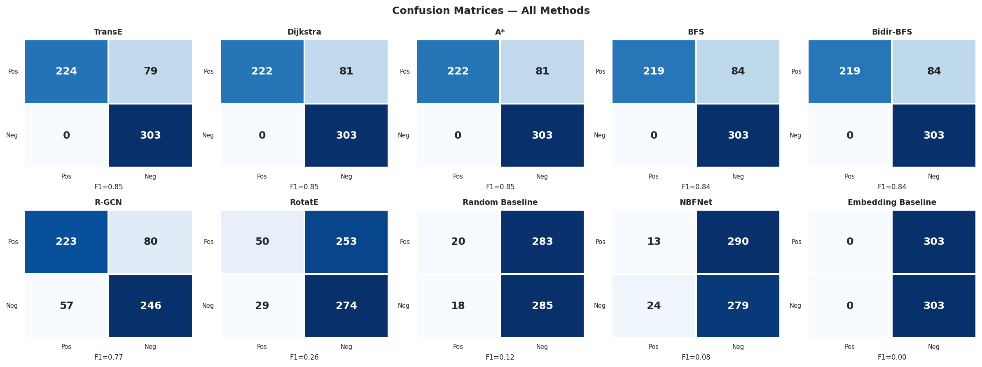 Confusion Matrices — All Methods
TransE
Dijkstra
A*
BFS
Bidir-BFS
Pos 224 79
Pos 222 81
Pos 222 81
Pos 219 84
Pos 219 84
Neg 0 303
Neg 0 303
Neg 0 303
Neg 0 303
Neg 0 303
Pos Neg
Pos Neg
Pos Neg
Pos Neg
Pos Neg
F1=0.85
F1=0.85
F1=0.85
F1=0.84
F1=0.84
R-GCN
RotatE
Random Baseline
NBFNet
Embedding Baseline
Pos 223 80
Pos 50 253
Pos 20 283
Pos 13 290
Pos 0 303
Neg 57 246
Neg 29 274
Neg 18 285
Neg 24 279
Neg 0 303
Pos Neg
Pos Neg
Pos Neg
Pos Neg
Pos Neg
F1=0.77
F1=0.26
F1=0.12
F1=0.08
F1=0.00